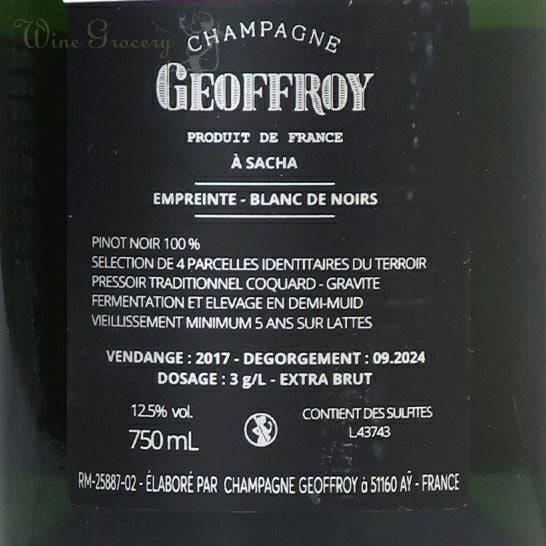 Wine Grocery
CHAMPAGNE
GEOFFROY
PRODUIT DE FRANCE
À SACHA
EMPREINTE - BLANC DE NOIRS
PINOT NOIR 100 %
SELECTION DE 4 PARCELLES IDENTITAIRES DU TERROIR
PRESSOIR TRADITIONNEL COQUARD - GRAVITE
FERMENTATION ET ELEVAGE EN DEMI-MUID
VIEILLISSEMENT MINIMUM 5 ANS SUR LATTES
VENDANGE : 2017 - DEGORGEMENT : 09.2024
DOSAGE : 3 g/L - EXTRA BRUT
12.5% vol.
750 mL
CONTIENT DES SULFITES
L43743
RM-25887-02 - ÉLABORÉ PAR CHAMPAGNE GEOFFROY à 51160 AŸ - FRANCE